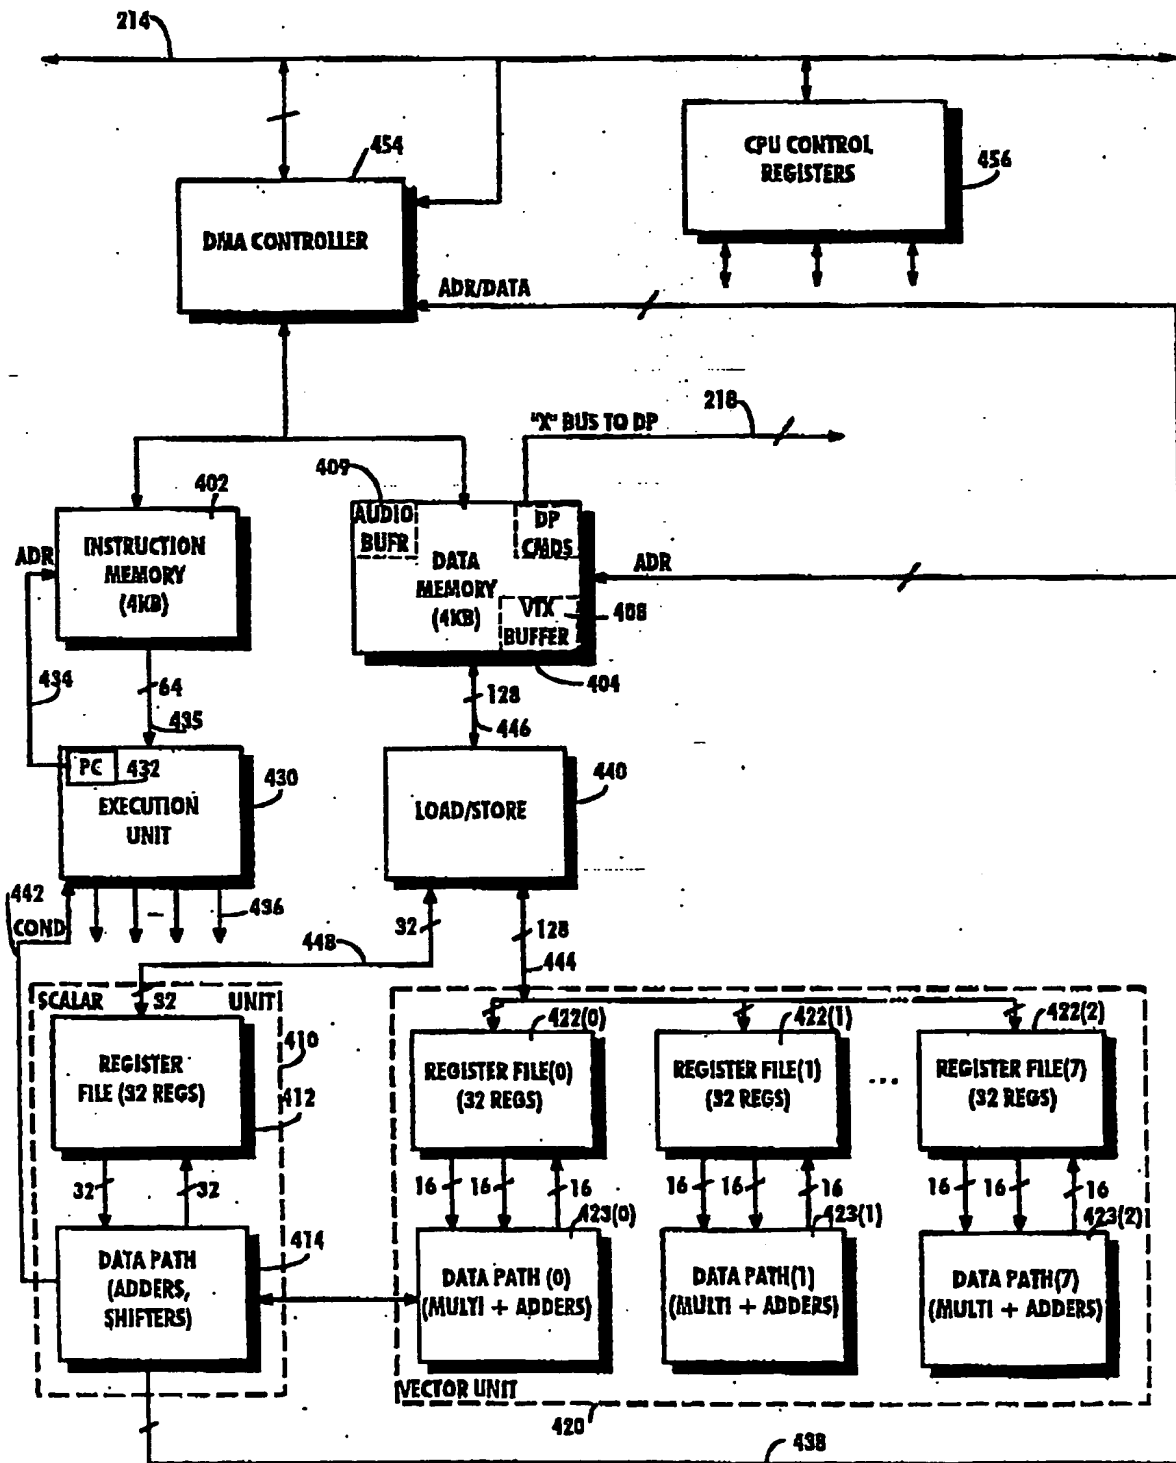 214
454
CPU CONTROL
REGISTERS
456
DMA CONTROLLER
ADR/DATA
"X" BUS TO DP
218
409
402
AUDIO
BUFR
DP
CMDS
ADR
INSTRUCTION
MEMORY
(4KB)
DATA
MEMORY
(4KB)
ADR
VTX
BUFFER
408
404
434
64
435
128
446
PC
432
EXECUTION
UNIT
430
LOAD/STORE
440
442
COND
436
32
128
448
444
SCALAR UNIT
32
410
REGISTER
FILE (32 REGS)
412
422(0)
422(1)
422(2)
REGISTER FILE(0)
(32 REGS)
REGISTER FILE(1)
(32 REGS)
...
REGISTER FILE(7)
(32 REGS)
32
32
16
16
16
16
16
16
16
16
16
423(0)
423(1)
423(2)
DATA PATH
(ADDERS,
SHIFTERS)
414
DATA PATH (0)
(MULTI + ADDERS)
DATA PATH(1)
(MULTI + ADDERS)
DATA PATH(7)
(MULTI + ADDERS)
VECTOR UNIT
420
438